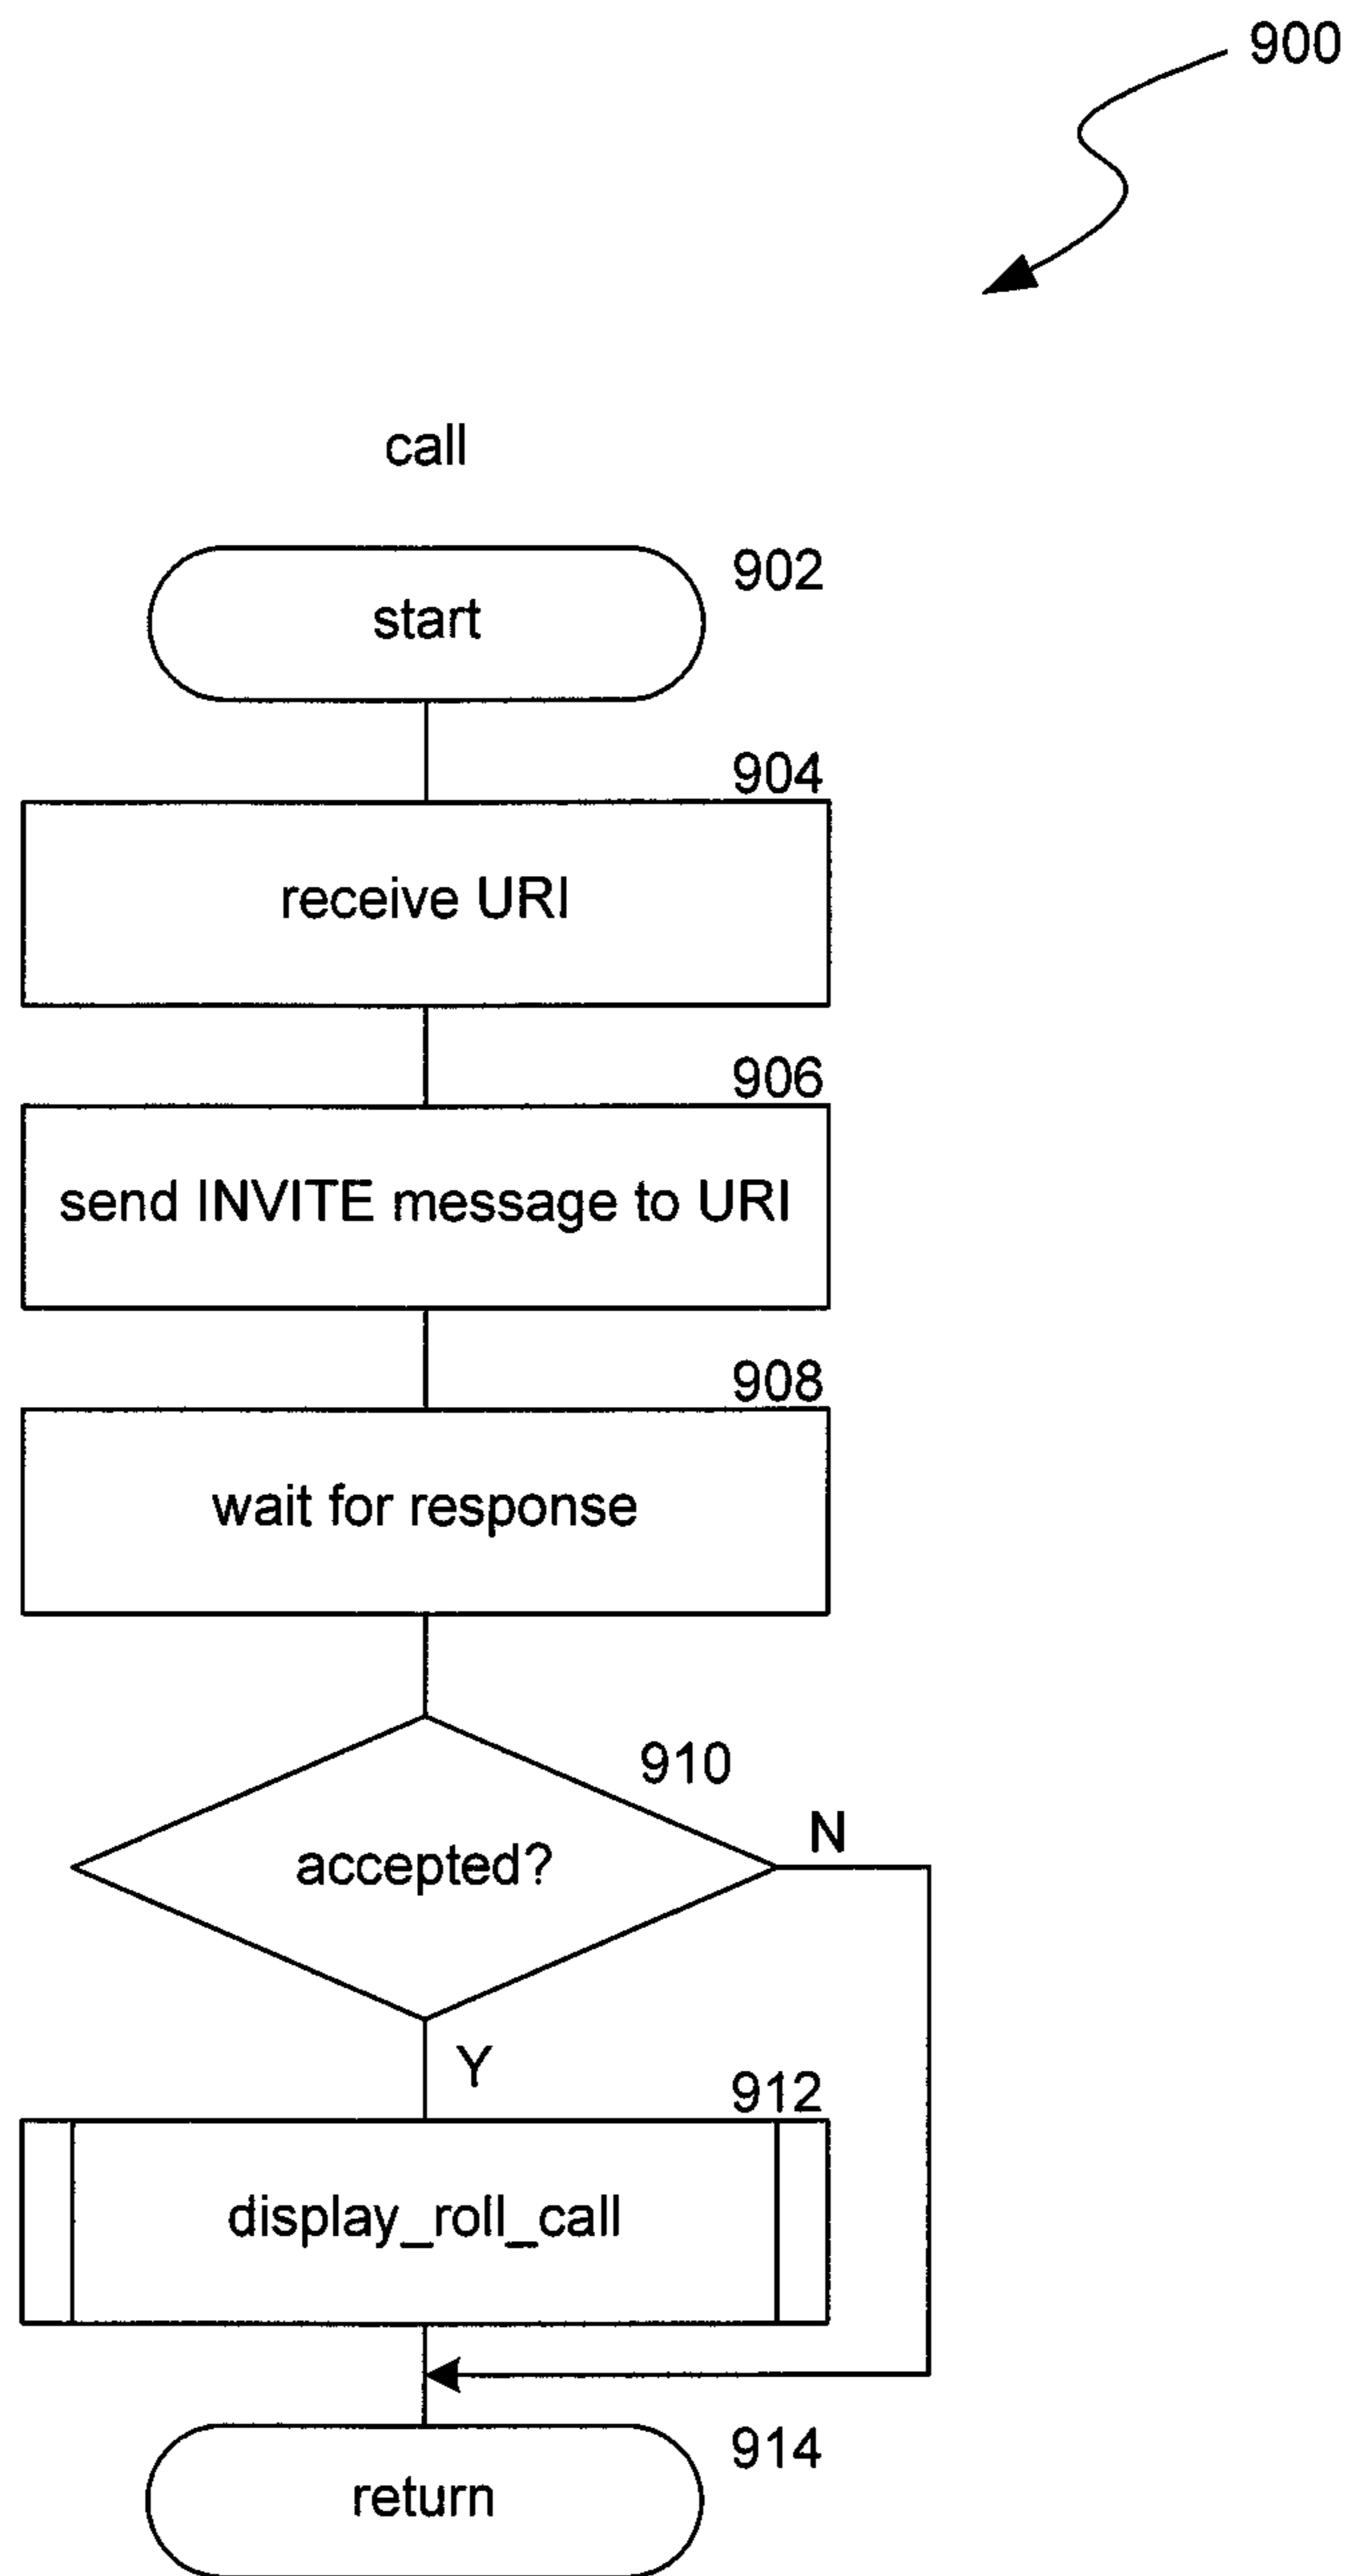 900
call
902
start
904
receive URI
906
send INVITE message to URI
908
wait for response
910
accepted?
N
Y
912
display_roll_call
914
return